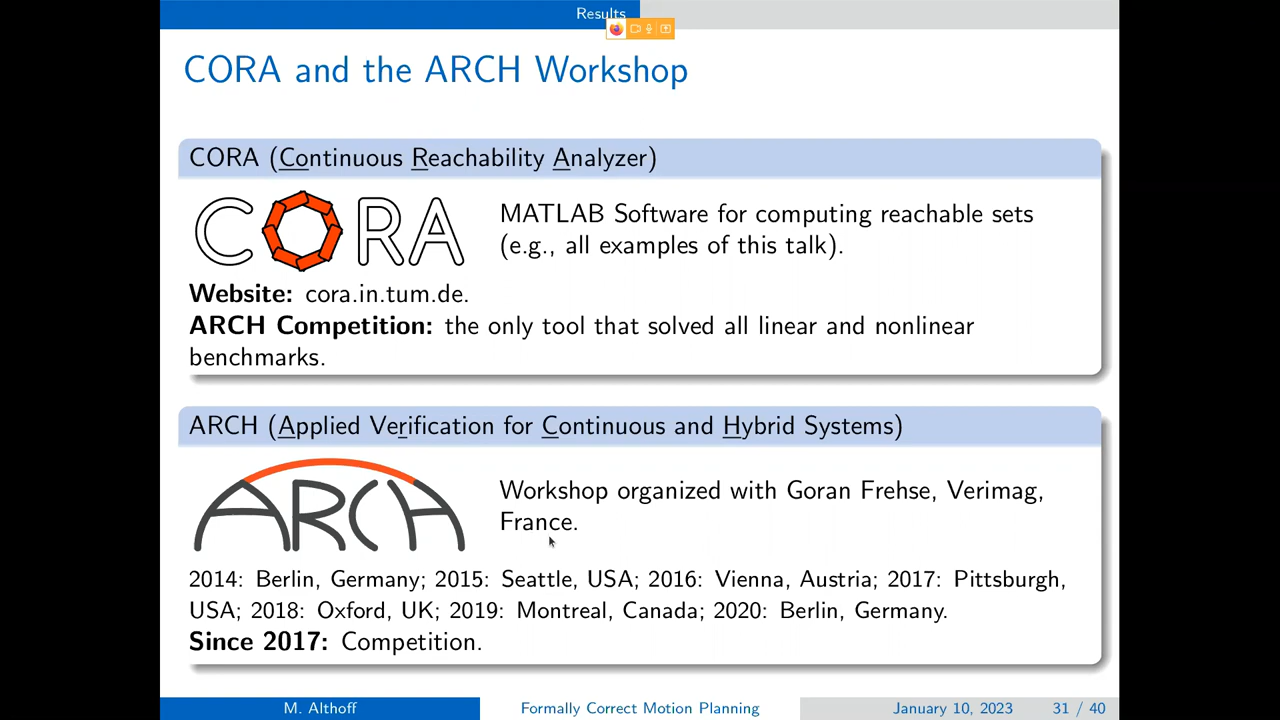 Results
CORA and the ARCH Workshop
CORA (Continuous Reachability Analyzer)
CORA
MATLAB Software for computing reachable sets
(e.g., all examples of this talk).
Website: cora.in.tum.de.
ARCH Competition: the only tool that solved all linear and nonlinear
benchmarks.
ARCH (Applied Verification for Continuous and Hybrid Systems)
ARCH
Workshop organized with Goran Frehse, Verimag,
France.
2014: Berlin, Germany; 2015: Seattle, USA; 2016: Vienna, Austria; 2017: Pittsburgh,
USA; 2018: Oxford, UK; 2019: Montreal, Canada; 2020: Berlin, Germany.
Since 2017: Competition.
M. Althoff Formally Correct Motion Planning January 10, 2023 31 / 40